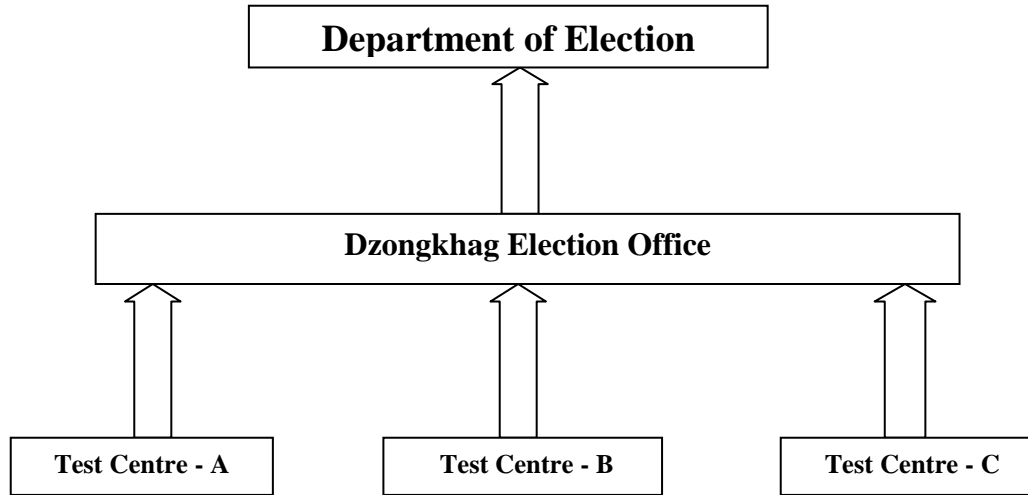 Department of Election
Dzongkhag Election Office
Test Centre - A
Test Centre - B
Test Centre - C